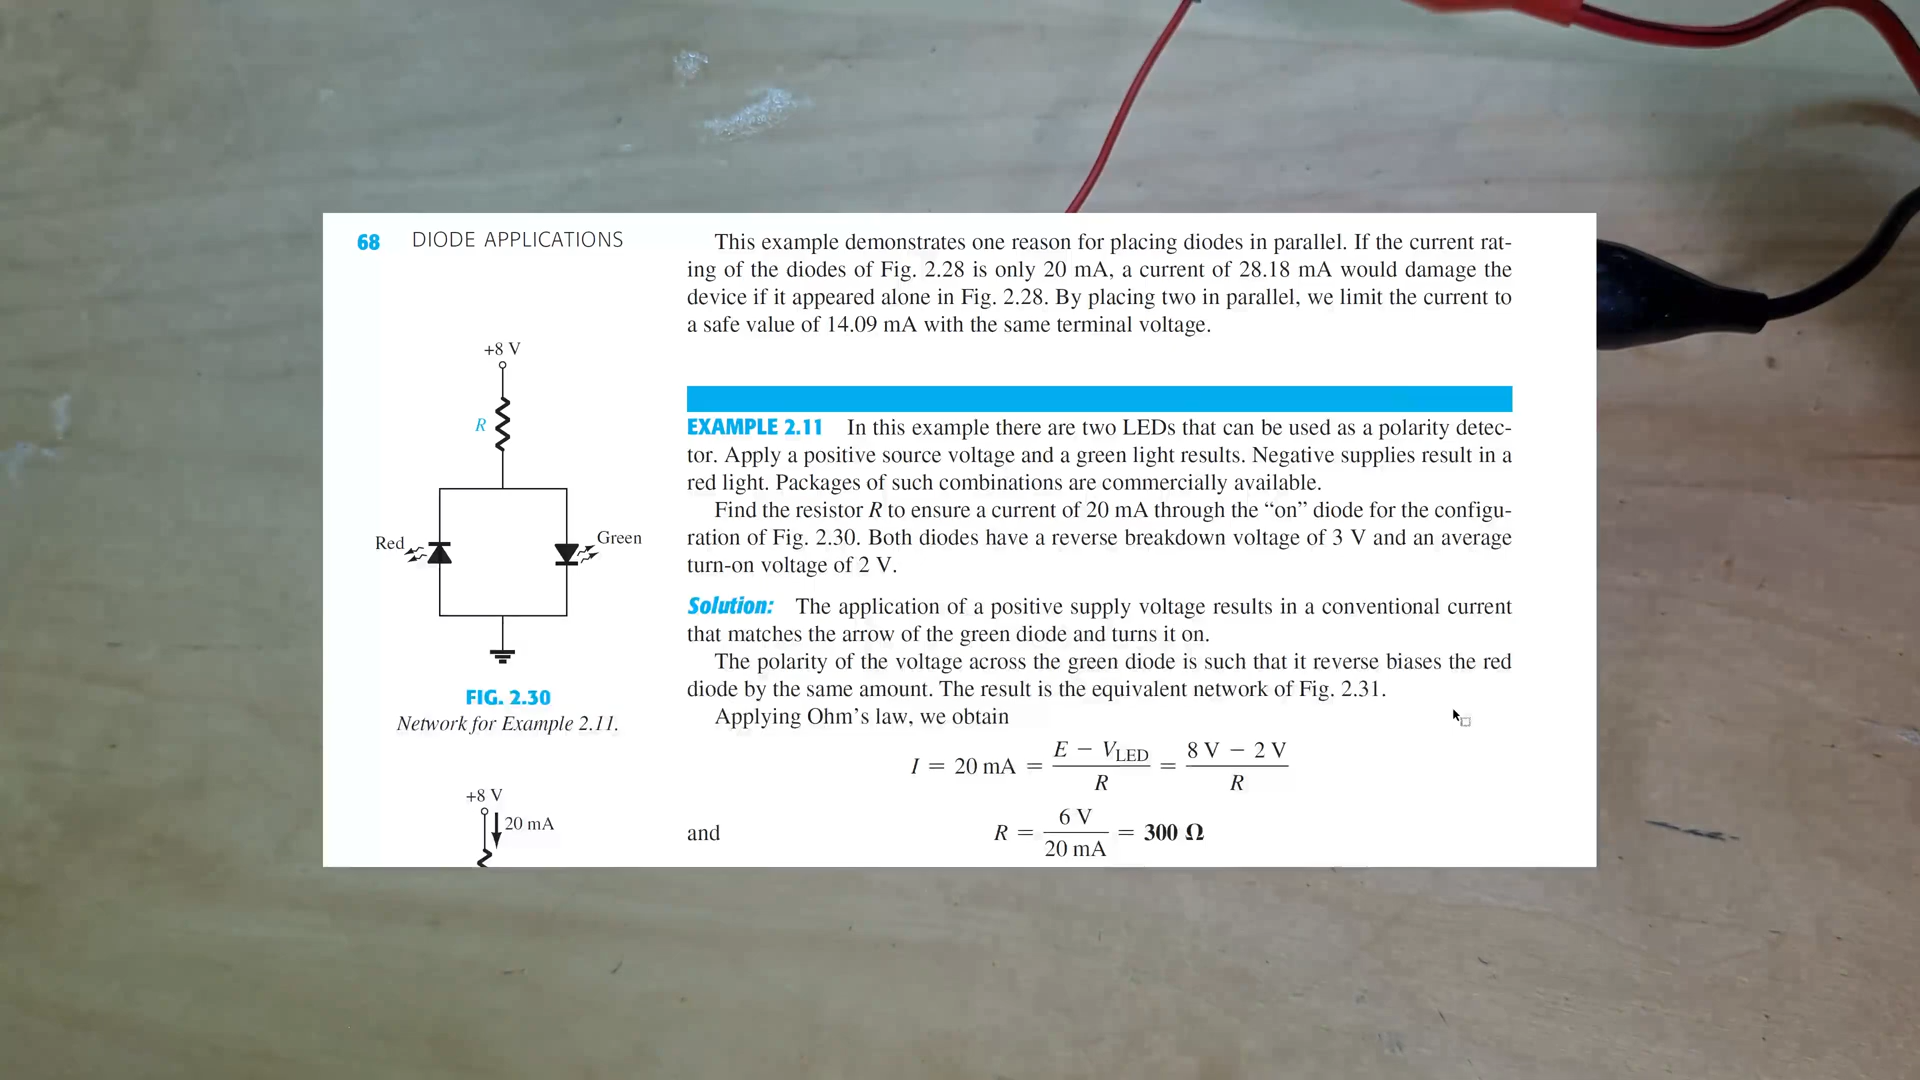 68 DIODE APPLICATIONS
This example demonstrates one reason for placing diodes in parallel. If the current rat-
ing of the diodes of Fig. 2.28 is only 20 mA, a current of 28.18 mA would damage the
device if it appeared alone in Fig. 2.28. By placing two in parallel, we limit the current to
a safe value of 14.09 mA with the same terminal voltage.
+8 V
R
Red
Green
FIG. 2.30
Network for Example 2.11.
+8 V
20 mA
EXAMPLE 2.11 In this example there are two LEDs that can be used as a polarity detec-
tor. Apply a positive source voltage and a green light results. Negative supplies result in a
red light. Packages of such combinations are commercially available.
Find the resistor R to ensure a current of 20 mA through the “on” diode for the configu-
ration of Fig. 2.30. Both diodes have a reverse breakdown voltage of 3 V and an average
turn-on voltage of 2 V.
Solution: The application of a positive supply voltage results in a conventional current
that matches the arrow of the green diode and turns it on.
The polarity of the voltage across the green diode is such that it reverse biases the red
diode by the same amount. The result is the equivalent network of Fig. 2.31.
Applying Ohm’s law, we obtain
I = 20 mA = E − VLED / R = 8 V − 2 V / R
and R = 6 V / 20 mA = 300 Ω